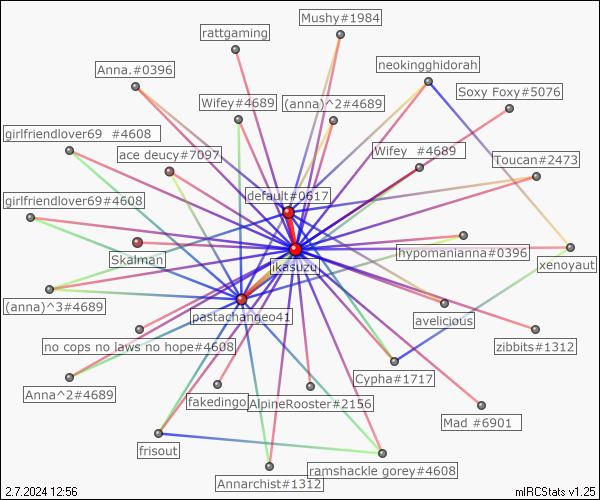 Mushy#1984
rattgaming
neokingghidorah
Anna.#0396
Soxy Foxy#5076
Wifey#4689
(anna)^2#4689
girlfriendlover69 #4608
ace deucy#7097
Wifey #4689
Toucan#2473
default#0617
girlfriendlover69#4608
hypomanianna#0396
Skalman
ikasuzu
xenoyaut
(anna)^3#4689
pastachangeo41
avelicious
no cops no laws no hope#4608
zibbits#1312
Cypha#1717
Anna^2#4689
fakedingo
AlpineRooster#2156
Mad #6901
frisout
ramshackle gorey#4608
Annarchist#1312
2.7.2024 12:56
mIRCStats v1.25